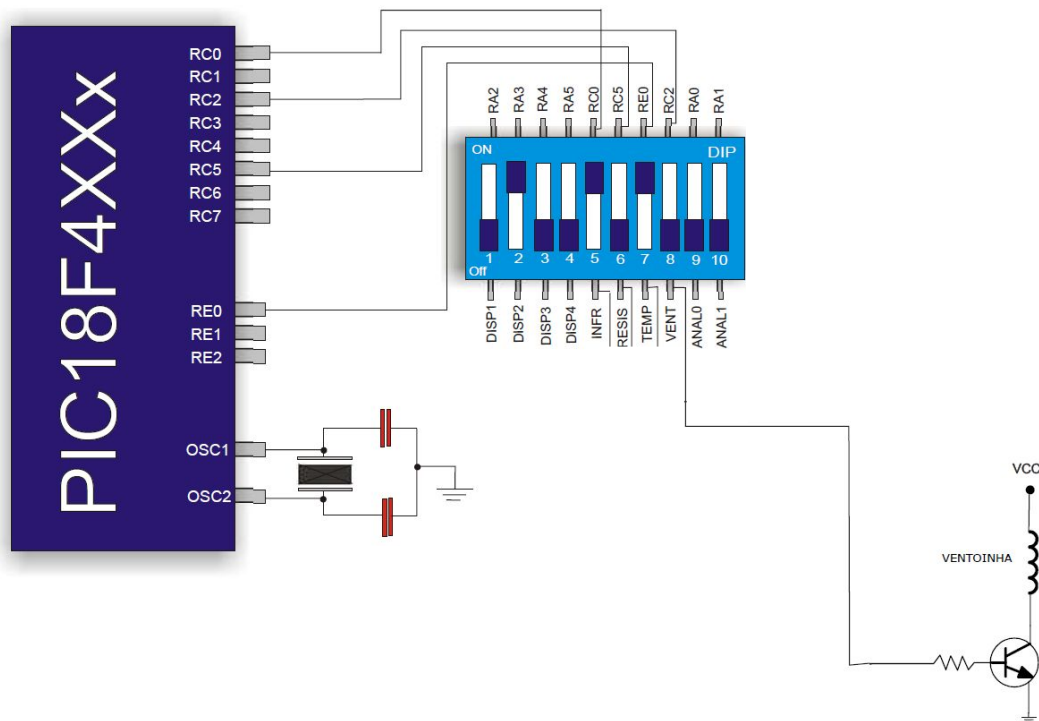 PIC18F4XXx
RC0
RC1
RC2
RC3
RC4
RC5
RC6
RC7
RE0
RE1
RE2
OSC1
OSC2
RA2
RA3
RA4
RA5
RC0
RC5
RE0
RC2
RA0
RA1
ON
DIP
1 2 3 4 5 6 7 8 9 10
Off
DISP1
DISP2
DISP3
DISP4
INFR
RESIS
TEMP
VENT
ANAL0
ANAL1
VCC
VENTOINHA